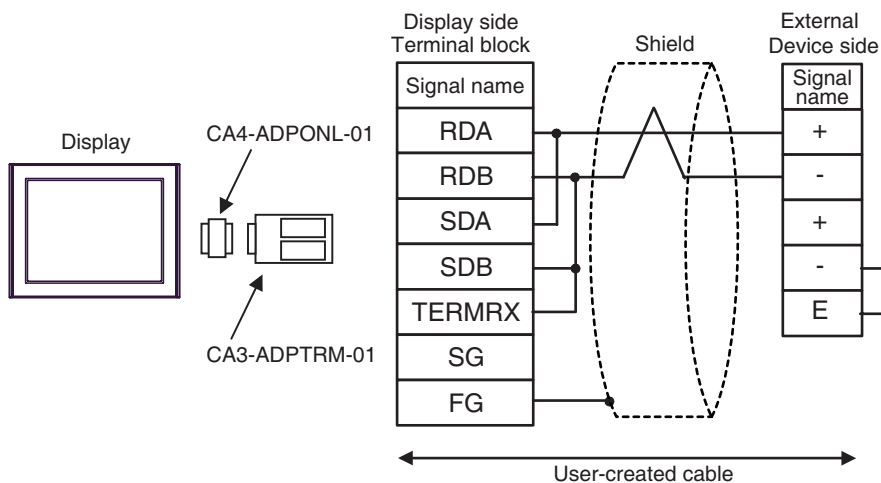 Display side
Terminal block
Shield
External
Device side
Signal name
Signal
name
Display
CA4-ADPONL-01
RDA
+
RDB
-
SDA
+
SDB
-
TERMRX
E
CA3-ADPTRM-01
SG
FG
User-created cable